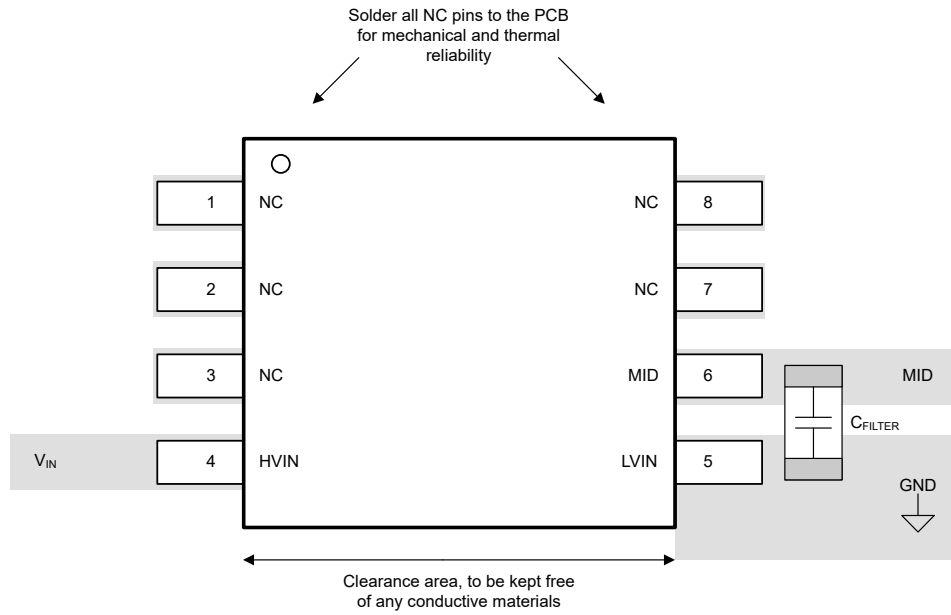 Solder all NC pins to the PCB
for mechanical and thermal
reliability
1 NC NC 8
2 NC NC 7
3 NC MID 6 MID
CFILTER
VIN 4 HVIN LVIN 5
GND
Clearance area, to be kept free
of any conductive materials